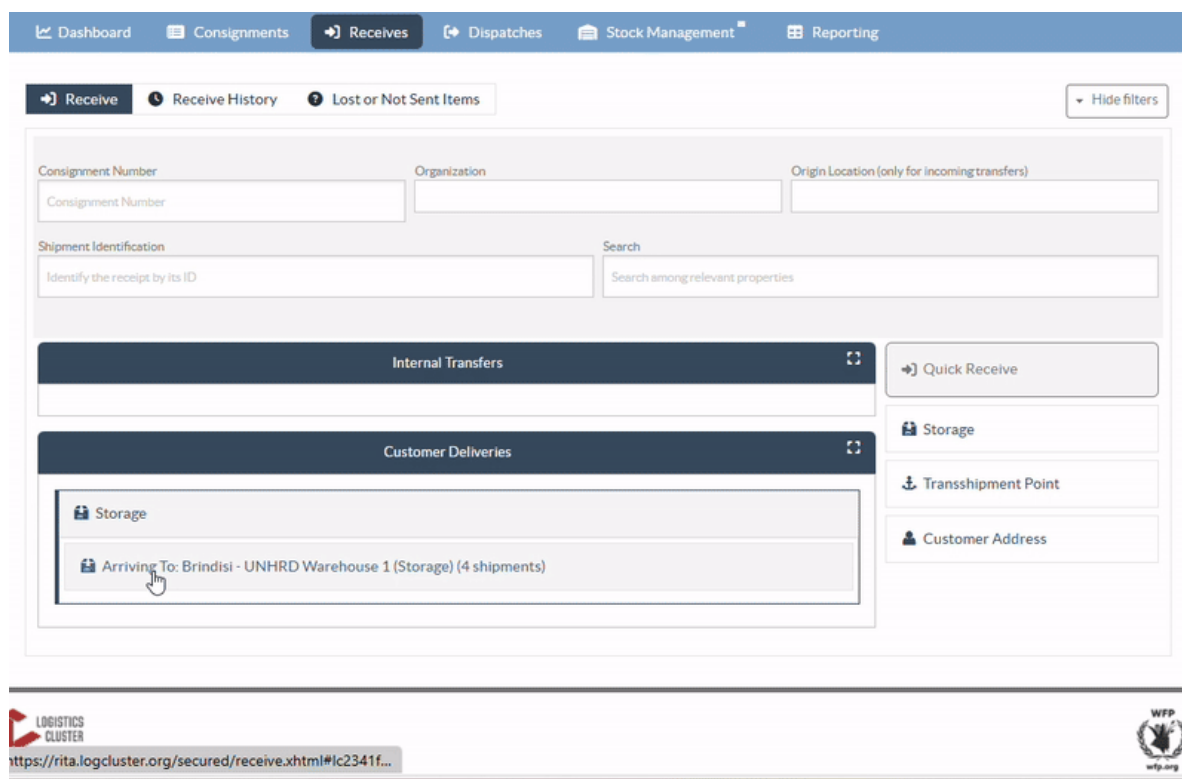 Dashboard Consignments Receives Dispatches Stock Management Reporting
Receive Receive History Lost or Not Sent Items Hide filters
Consignment Number Organization Origin Location (only for incoming transfers)
Consignment Number
Shipment Identification Search
Identify the receipt by its ID Search among relevant properties
Internal Transfers
Quick Receive
Storage
Customer Deliveries
Transshipment Point
Storage
Customer Address
Arriving To: Brindisi - UNHRD Warehouse 1 (Storage) (4 shipments)
LOGISTICS
CLUSTER
WFP
wfp.org
https://rita.logcluster.org/secured/receive.xhtml#lc2341f...